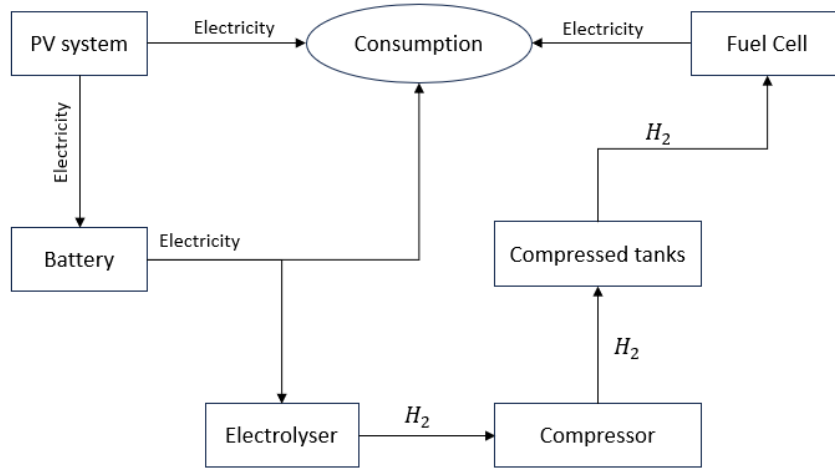 PV system
Electricity
Consumption
Electricity
Fuel Cell
Electricity
H₂
Battery
Electricity
Compressed tanks
H₂
Electrolyser
H₂
Compressor